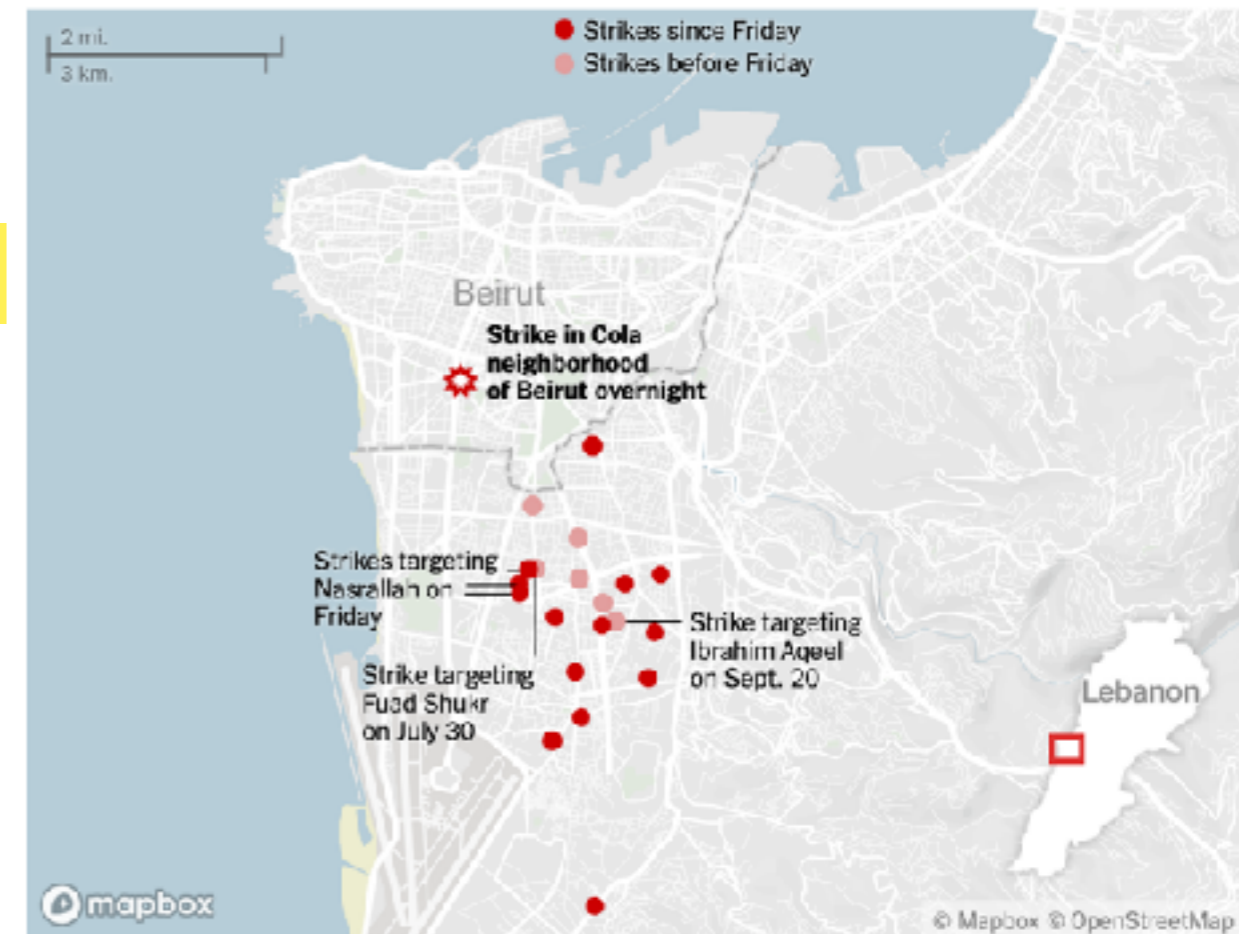 2 mi.
3 km.
Strikes since Friday
Strikes before Friday
Beirut
Strike in Cola
neighborhood
of Beirut overnight
Strikes targeting
Nasrallah on
Friday
Strike targeting
Fuad Shukr
on July 30
Strike targeting
Ibrahim Aqeel
on Sept. 20
Lebanon
mapbox
© Mapbox © OpenStreetMap